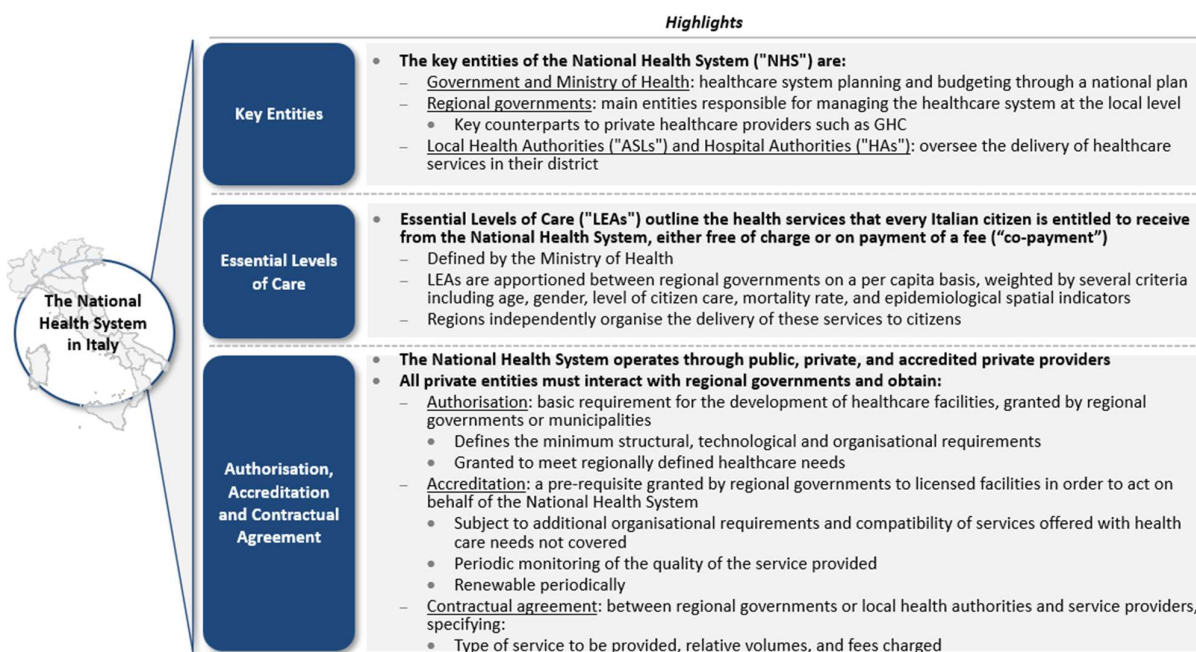 Highlights
The National
Health System
in Italy
Key Entities
• The key entities of the National Health System ("NHS") are:
– Government and Ministry of Health: healthcare system planning and budgeting through a national plan
– Regional governments: main entities responsible for managing the healthcare system at the local level
• Key counterparts to private healthcare providers such as GHC
– Local Health Authorities ("ASLs") and Hospital Authorities ("HAs"): oversee the delivery of healthcare
services in their district
Essential Levels
of Care
• Essential Levels of Care ("LEAs") outline the health services that every Italian citizen is entitled to receive
from the National Health System, either free of charge or on payment of a fee (“co-payment”)
– Defined by the Ministry of Health
– LEAs are apportioned between regional governments on a per capita basis, weighted by several criteria
including age, gender, level of citizen care, mortality rate, and epidemiological spatial indicators
– Regions independently organise the delivery of these services to citizens
Authorisation,
Accreditation
and Contractual
Agreement
• The National Health System operates through public, private, and accredited private providers
• All private entities must interact with regional governments and obtain:
– Authorisation: basic requirement for the development of healthcare facilities, granted by regional
governments or municipalities
• Defines the minimum structural, technological and organisational requirements
• Granted to meet regionally defined healthcare needs
– Accreditation: a pre-requisite granted by regional governments to licensed facilities in order to act on
behalf of the National Health System
• Subject to additional organisational requirements and compatibility of services offered with health
care needs not covered
• Periodic monitoring of the quality of the service provided
• Renewable periodically
– Contractual agreement: between regional governments or local health authorities and service providers,
specifying:
• Type of service to be provided, relative volumes, and fees charged